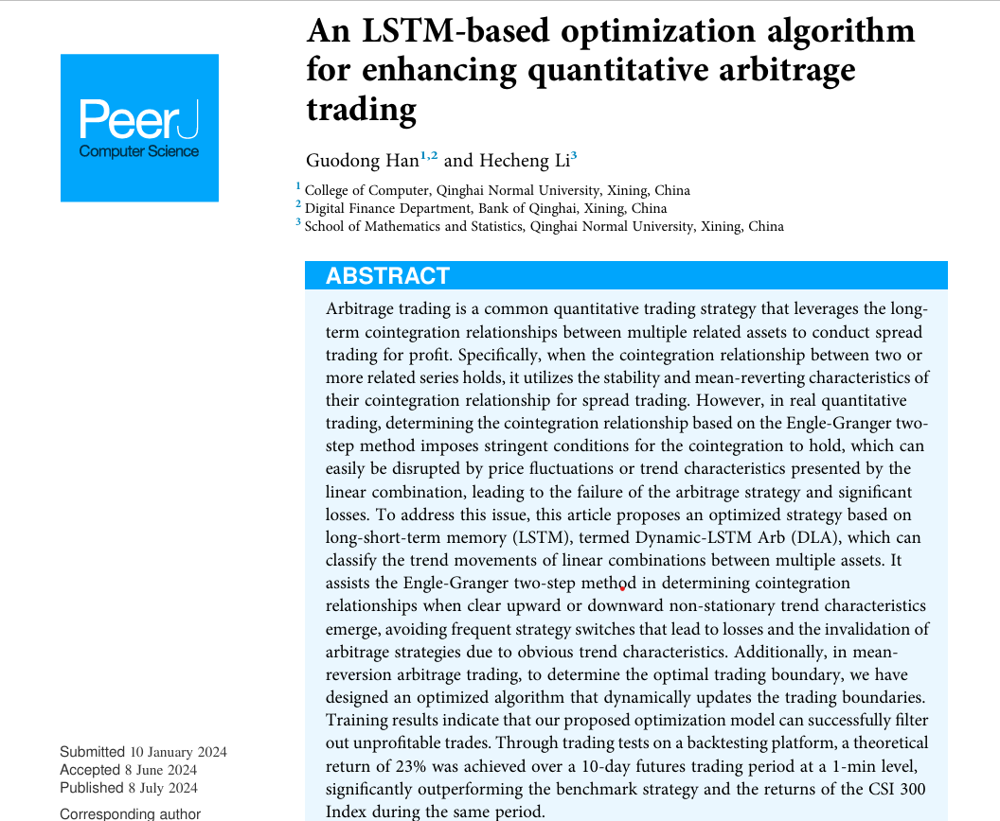 An LSTM-based optimization algorithm
for enhancing quantitative arbitrage
trading
PeerJ
Computer Science
Guodong Han1,2 and Hecheng Li3
1 College of Computer, Qinghai Normal University, Xining, China
2 Digital Finance Department, Bank of Qinghai, Xining, China
3 School of Mathematics and Statistics, Qinghai Normal University, Xining, China
ABSTRACT
Arbitrage trading is a common quantitative trading strategy that leverages the long-
term cointegration relationships between multiple related assets to conduct spread
trading for profit. Specifically, when the cointegration relationship between two or
more related series holds, it utilizes the stability and mean-reverting characteristics of
their cointegration relationship for spread trading. However, in real quantitative
trading, determining the cointegration relationship based on the Engle-Granger two-
step method imposes stringent conditions for the cointegration to hold, which can
easily be disrupted by price fluctuations or trend characteristics presented by the
linear combination, leading to the failure of the arbitrage strategy and significant
losses. To address this issue, this article proposes an optimized strategy based on
long-short-term memory (LSTM), termed Dynamic-LSTM Arb (DLA), which can
classify the trend movements of linear combinations between multiple assets. It
assists the Engle-Granger two-step method in determining cointegration
relationships when clear upward or downward non-stationary trend characteristics
emerge, avoiding frequent strategy switches that lead to losses and the invalidation of
arbitrage strategies due to obvious trend characteristics. Additionally, in mean-
reversion arbitrage trading, to determine the optimal trading boundary, we have
designed an optimized algorithm that dynamically updates the trading boundaries.
Training results indicate that our proposed optimization model can successfully filter
out unprofitable trades. Through trading tests on a backtesting platform, a theoretical
return of 23% was achieved over a 10-day futures trading period at a 1-min level,
significantly outperforming the benchmark strategy and the returns of the CSI 300
Index during the same period.
Submitted 10 January 2024
Accepted 8 June 2024
Published 8 July 2024
Corresponding author